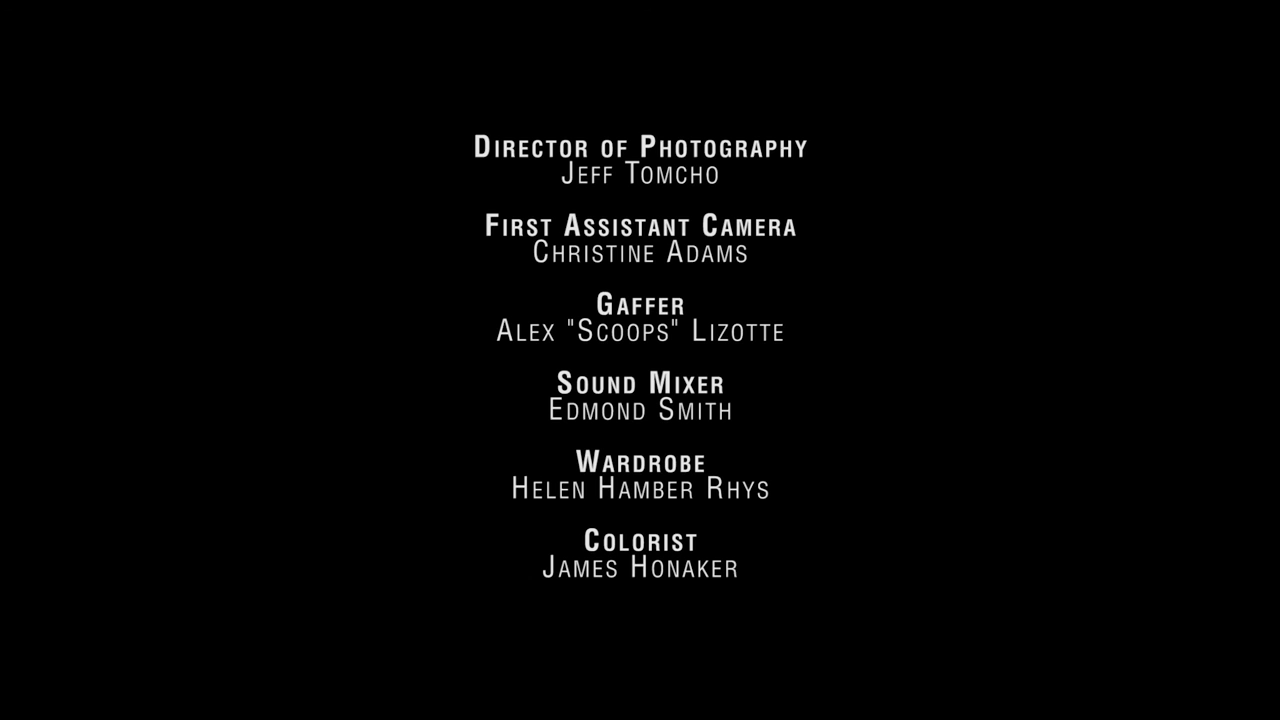 Director of Photography
Jeff Tomcho
First Assistant Camera
Christine Adams
Gaffer
Alex "Scoops" Lizotte
Sound Mixer
Edmond Smith
Wardrobe
Helen Hamber Rhys
Colorist
James Honaker